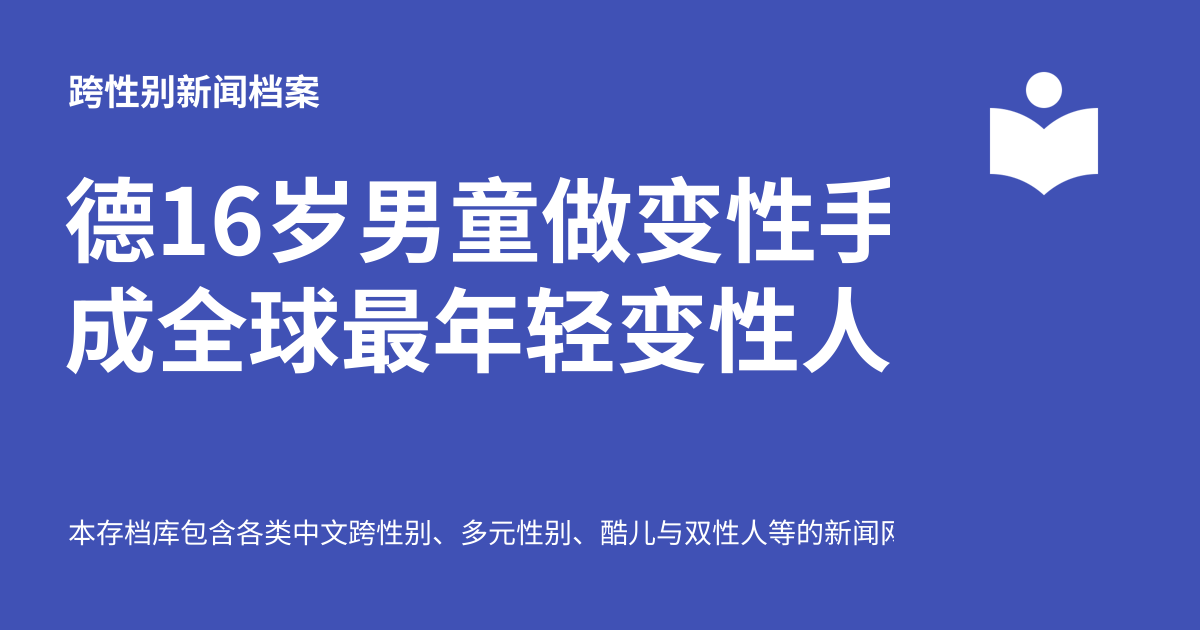 跨性别新闻档案
德16岁男童做变性手
成全球最年轻变性人
本存档库包含各类中文跨性别、多元性别、酷儿与双性人等的新闻网